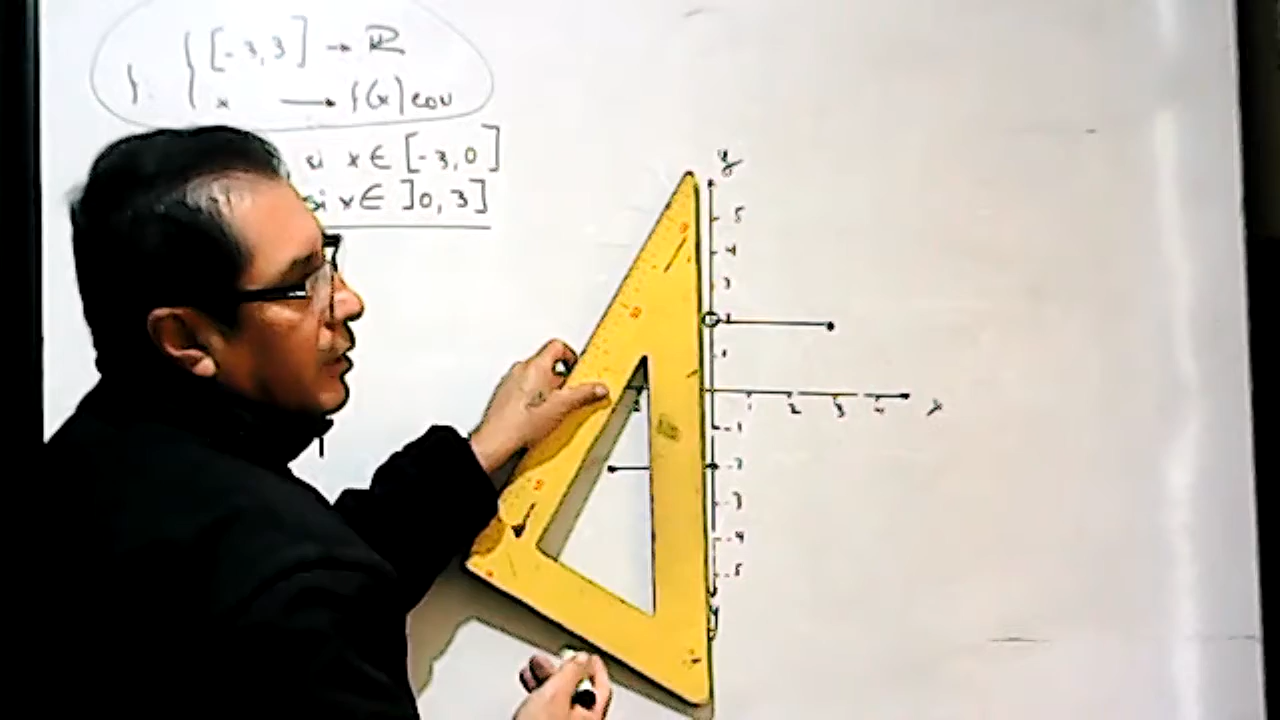 f: [-3,3] → ℝ
x → f(x) con
si x ∈ [-3,0]
si x ∈ ]0,3]
y
5
4
3
2
1
1 2 3 4 x
-1
-2
-3
-4
-5